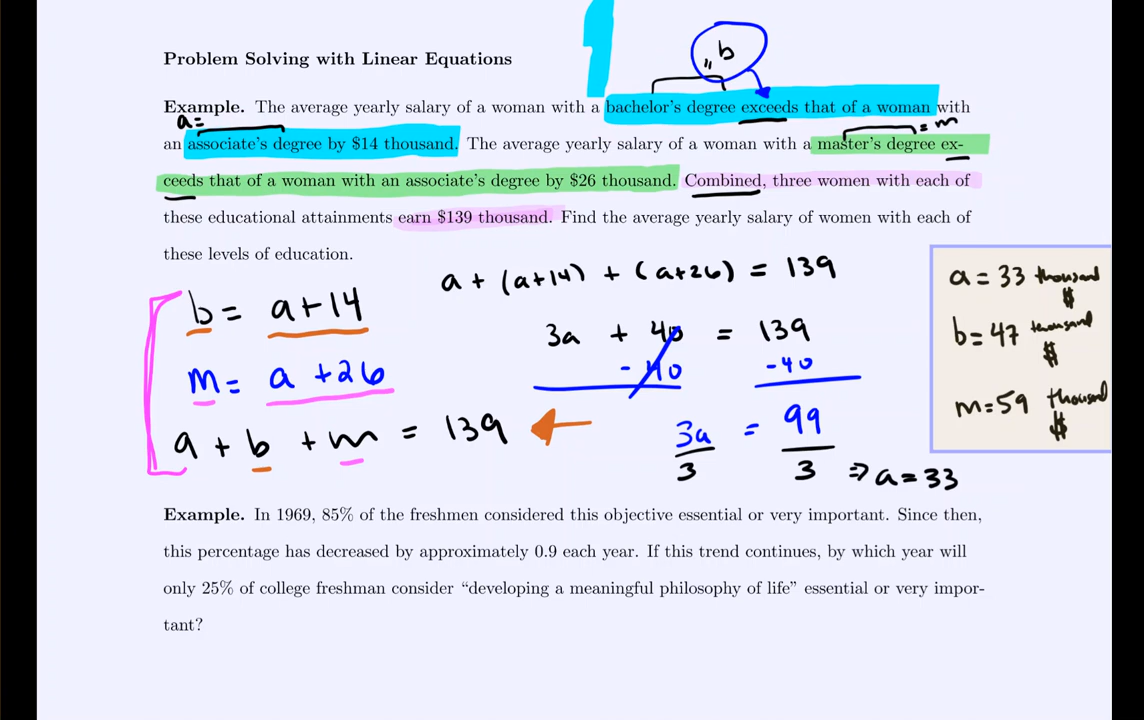 Problem Solving with Linear Equations
" b
Example. The average yearly salary of a woman with a bachelor's degree exceeds that of a woman with
a=
= m
an associate's degree by $14 thousand. The average yearly salary of a woman with a master's degree ex-
ceeds that of a woman with an associate's degree by $26 thousand. Combined, three women with each of
these educational attainments earn $139 thousand. Find the average yearly salary of women with each of
these levels of education.
a + (a+14) + (a+26) = 139
b = a+14
3a + 40 = 139
- 40 -40
m = a +26
a + b + m = 139
3a = 99
3 3 ⇒ a = 33
a = 33 thousand $
b = 47 thousand $
m = 59 thousand $
Example. In 1969, 85% of the freshmen considered this objective essential or very important. Since then,
this percentage has decreased by approximately 0.9 each year. If this trend continues, by which year will
only 25% of college freshman consider “developing a meaningful philosophy of life” essential or very impor-
tant?